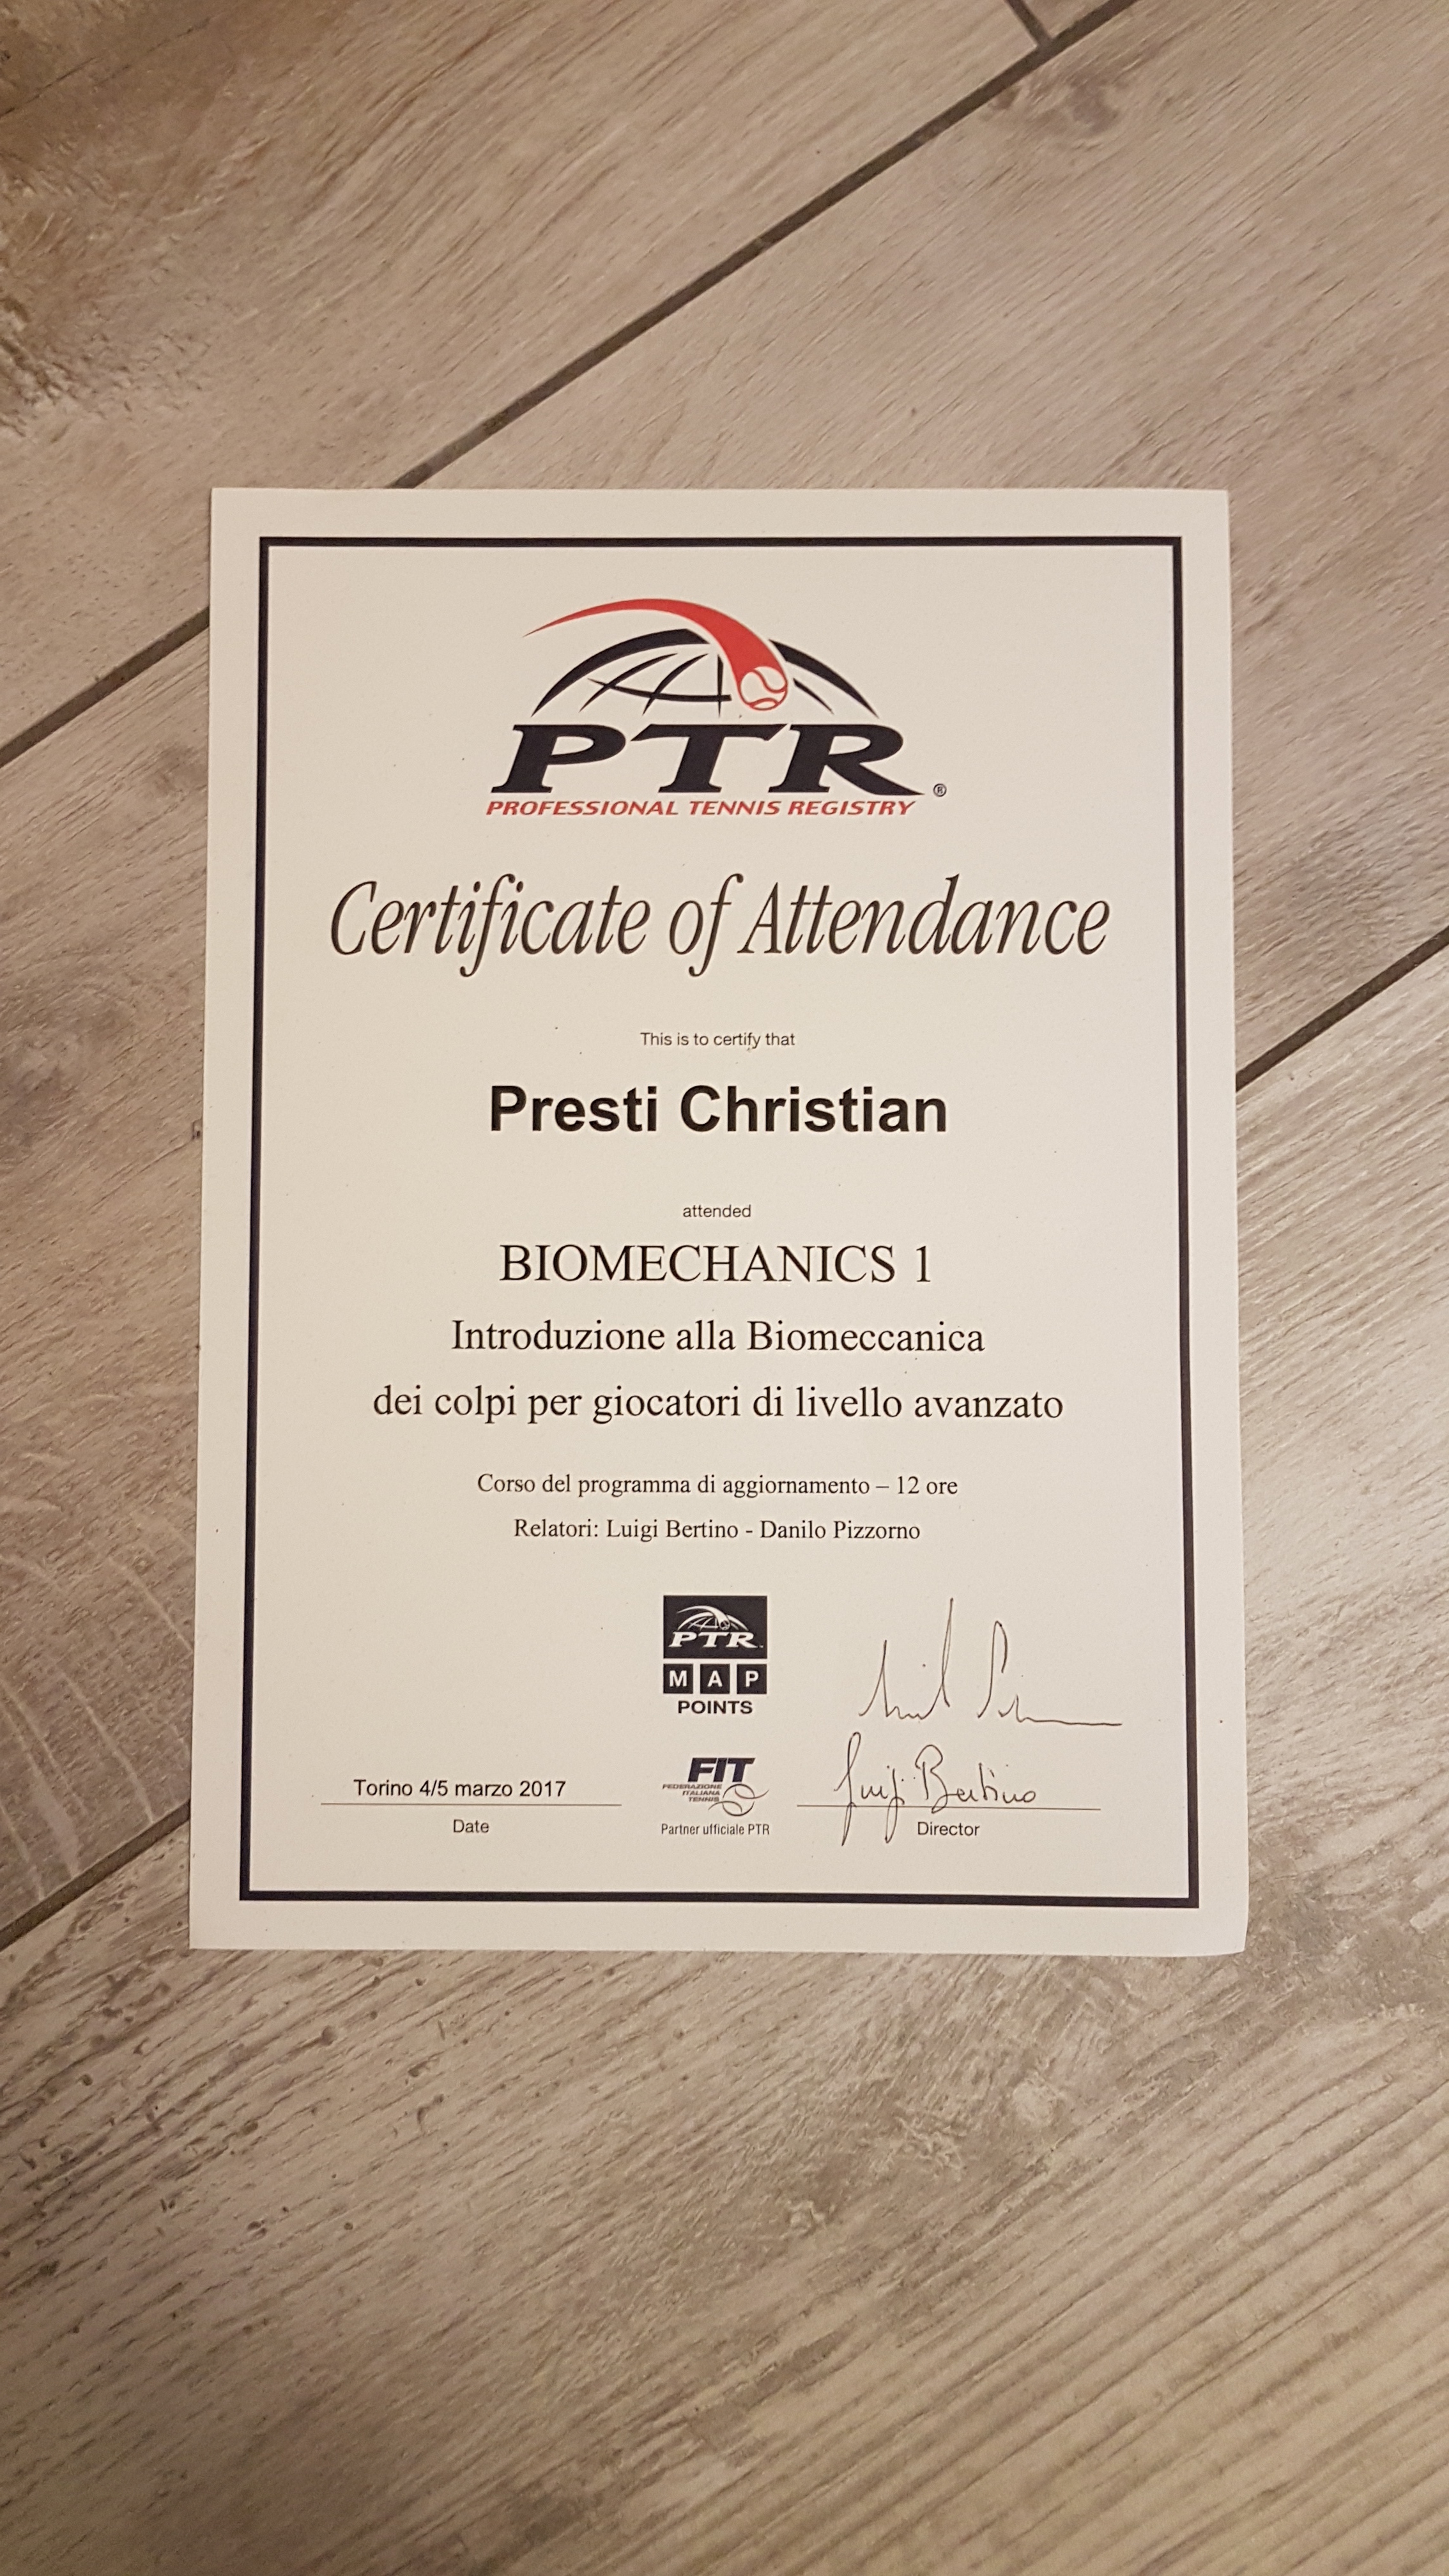 PTR®
PROFESSIONAL TENNIS REGISTRY
Certificate of Attendance
This is to certify that
Presti Christian
attended
BIOMECHANICS 1
Introduzione alla Biomeccanica
dei colpi per giocatori di livello avanzato
Corso del programma di aggiornamento – 12 ore
Relatori: Luigi Bertino - Danilo Pizzorno
PTR
MAP
POINTS
FIT
FEDERAZIONE
ITALIANA
TENNIS
Partner ufficiale PTR
Torino 4/5 marzo 2017
Date
Luigi Bertino
Director